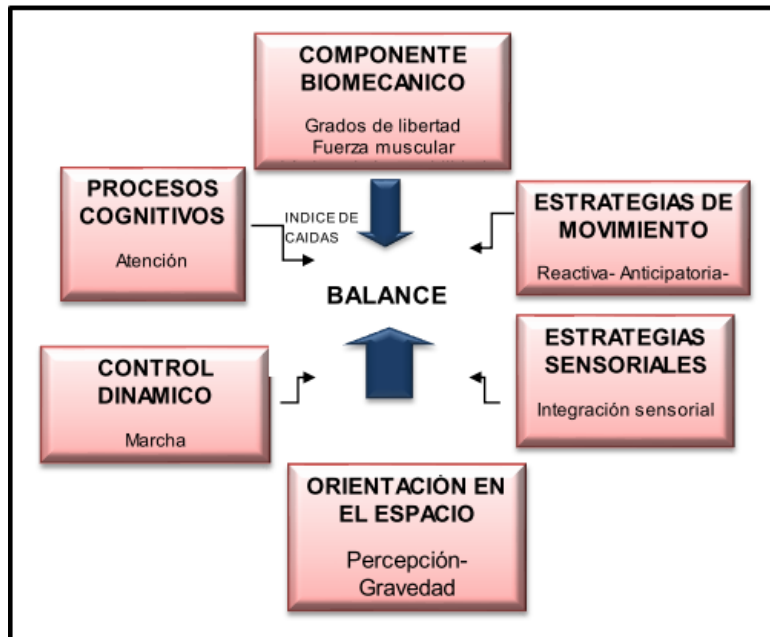 COMPONENTE
BIOMECANICO
Grados de libertad
Fuerza muscular
PROCESOS
COGNITIVOS
Atención
INDICE DE
CAIDAS
ESTRATEGIAS DE
MOVIMIENTO
Reactiva- Anticipatoria-
BALANCE
CONTROL
DINAMICO
Marcha
ESTRATEGIAS
SENSORIALES
Integración sensorial
ORIENTACIÓN EN
EL ESPACIO
Percepción-
Gravedad